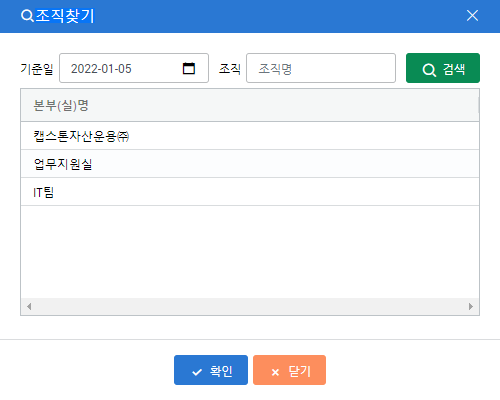 조직찾기
기준일 2022-01-05 조직 조직명 검색
본부(실)명
캡스톤자산운용㈜
업무지원실
IT팀
확인 닫기